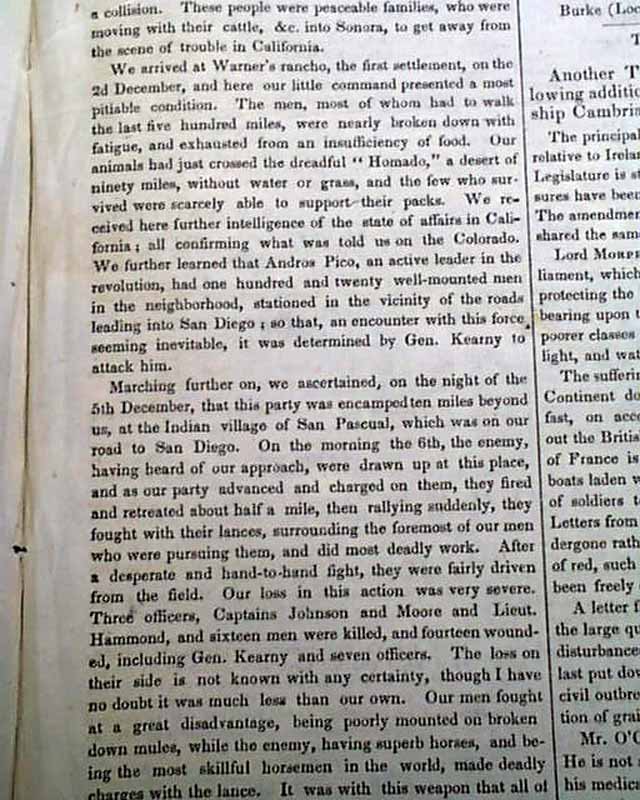 a collision. These people were peaceable families, who were
moving with their cattle, &c. into Sonora, to get away from
the scene of trouble in California.
We arrived at Warner's rancho, the first settlement, on the
2d December, and here our little command presented a most
pitiable condition. The men, most of whom had to walk
the last five hundred miles, were nearly broken down with
fatigue, and exhausted from an insufficiency of food. Our
animals had just crossed the dreadful "Homado," a desert of
ninety miles, without water or grass, and the few who sur-
vived were scarcely able to support their packs. We re-
ceived here further intelligence of the state of affairs in Cali-
fornia; all confirming what was told us on the Colorado.
We further learned that Andros Pico, an active leader in the
revolution, had one hundred and twenty well-mounted men
in the neighborhood, stationed in the vicinity of the roads
leading into San Diego; so that, an encounter with this force
seeming inevitable, it was determined by Gen. Kearny to
attack him.
Marching further on, we ascertained, on the night of the
5th December, that this party was encamped ten miles beyond
us, at the Indian village of San Pascual, which was on our
road to San Diego. On the morning the 6th, the enemy,
having heard of our approach, were drawn up at this place,
and as our party advanced and charged on them, they fired
and retreated about half a mile, then rallying suddenly, they
fought with their lances, surrounding the foremost of our men
who were pursuing them, and did most deadly work. After
a desperate and hand-to-hand fight, they were fairly driven
from the field. Our loss in this action was very severe.
Three officers, Captains Johnson and Moore and Lieut.
Hammond, and sixteen men were killed, and fourteen wound-
ed, including Gen. Kearny and seven officers. The loss on
their side is not known with any certainty, though I have
no doubt it was much less than our own. Our men fought
at a great disadvantage, being poorly mounted on broken
down mules, while the enemy, having superb horses, and be-
ing the most skillful horsemen in the world, made deadly
charges with the lance. It was with this weapon that all of
Burke (Loc
T
Another T
lowing additio
ship Cambria
The principal
relative to Irelan
Legislature is st
sures have been
The amendmen
shared the same
Lord MORPE
liament, which
protecting the
bearing upon t
poorer classes
light, and wat
The sufferin
Continent do
fast, on acco
out the Britis
of France is
boats laden w
of soldiers t
Letters from
dergone rath
of red, such
been freely
A letter f
the large qu
disturbance
last put dow
civil outbre
tion of grai
Mr. O'C
He is not
his medica